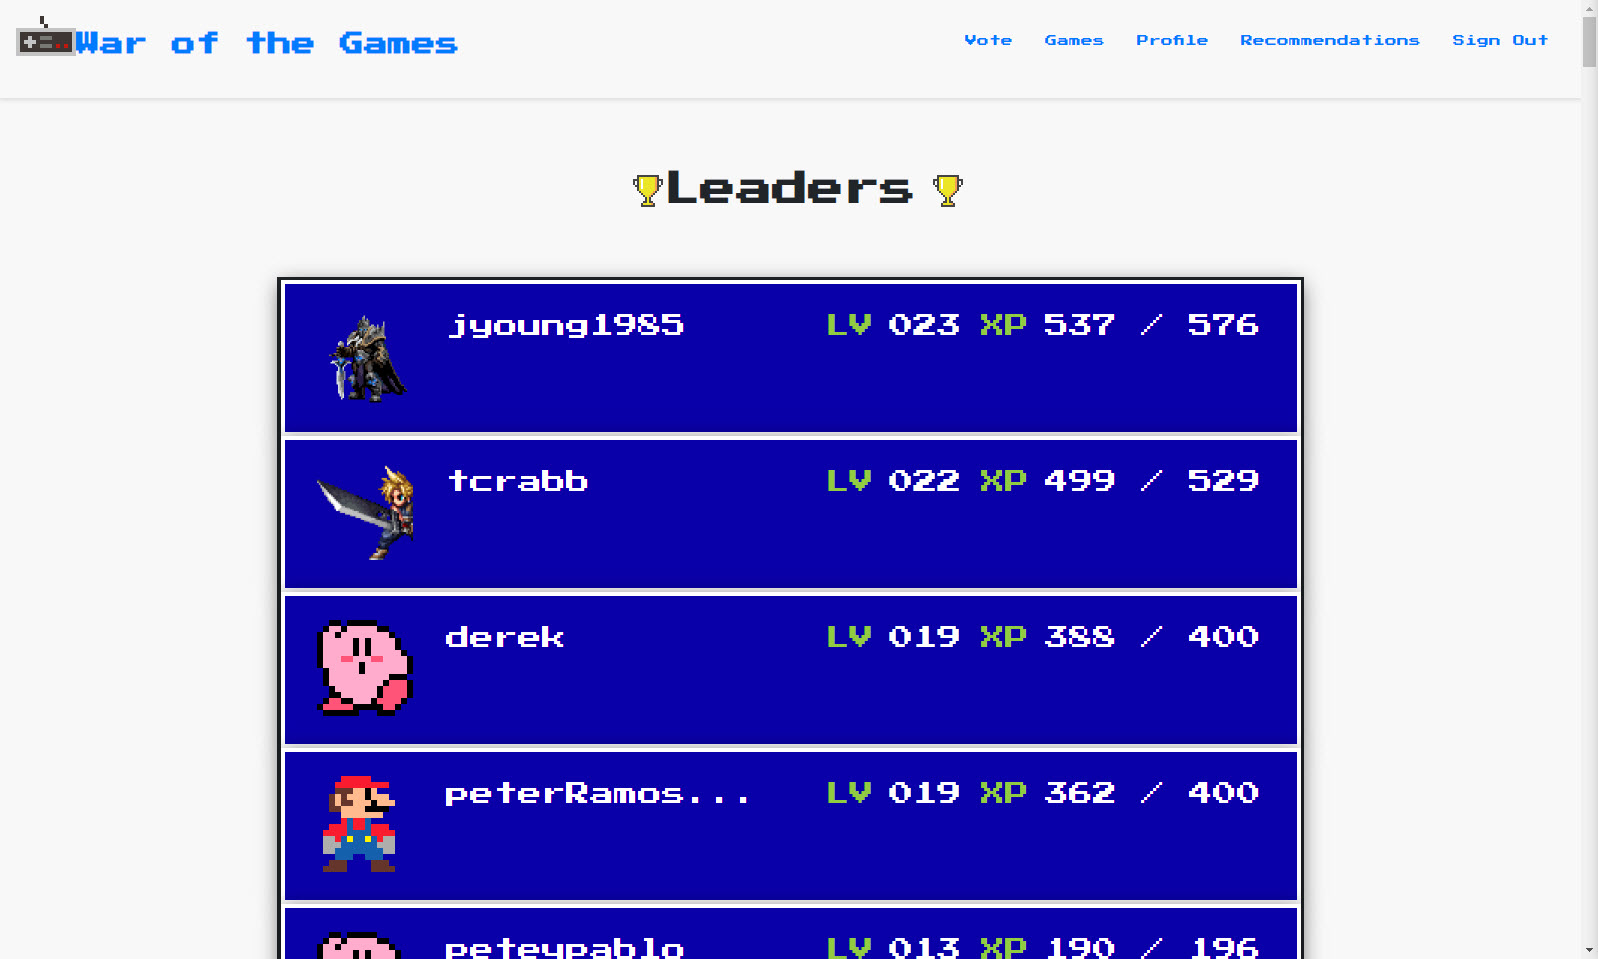 War of the Games
Vote Games Profile Recommendations Sign Out
Leaders
jyoung1985 LV 023 XP 537 / 576
tcrabb LV 022 XP 499 / 529
derek LV 019 XP 388 / 400
peterRamos... LV 019 XP 362 / 400
peteypablo LV 013 XP 190 / 196